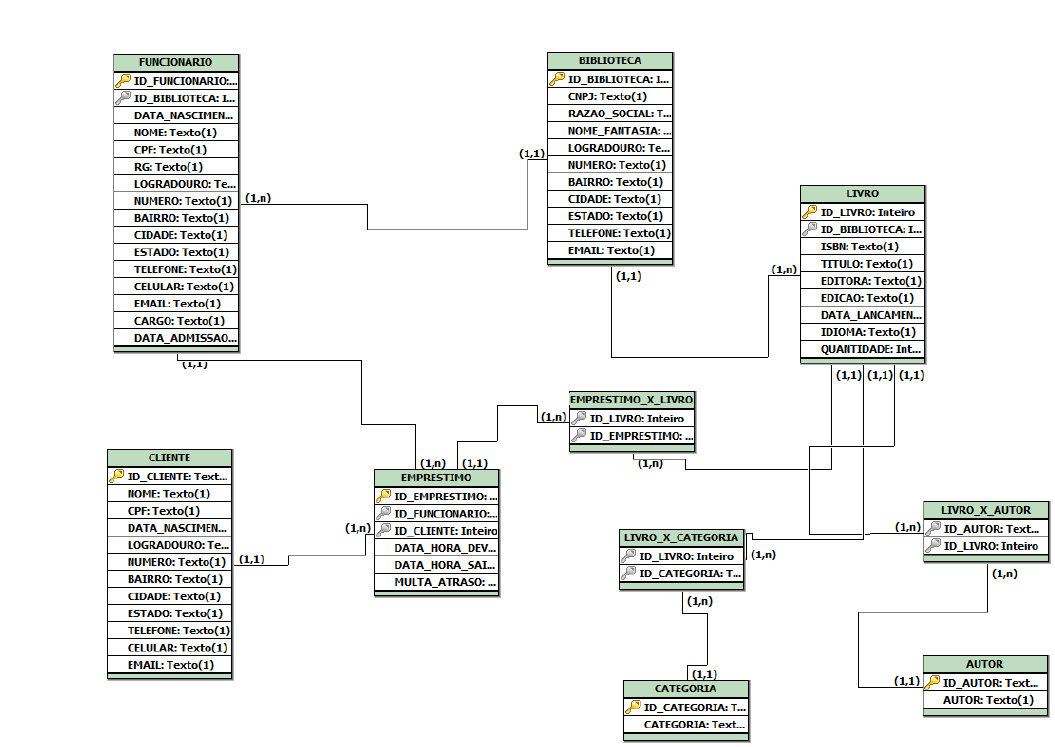 FUNCIONARIO
ID_FUNCIONARIO:...
ID_BIBLIOTECA: I...
DATA_NASCIMEN...
NOME: Texto(1)
CPF: Texto(1)
RG: Texto(1)
LOGRADOURO: Te...
NUMERO: Texto(1)
BAIRRO: Texto(1)
CIDADE: Texto(1)
ESTADO: Texto(1)
TELEFONE: Texto(1)
CELULAR: Texto(1)
EMAIL: Texto(1)
CARGO: Texto(1)
DATA_ADMISSAO...
(1,n)
(1,1)
BIBLIOTECA
ID_BIBLIOTECA: I...
CNPJ: Texto(1)
RAZAO_SOCIAL: T...
NOME_FANTASIA: ...
LOGRADOURO: Te...
NUMERO: Texto(1)
BAIRRO: Texto(1)
CIDADE: Texto(1)
ESTADO: Texto(1)
TELEFONE: Texto(1)
EMAIL: Texto(1)
(1,1)
(1,1)
LIVRO
ID_LIVRO: Inteiro
ID_BIBLIOTECA: I...
ISBN: Texto(1)
TITULO: Texto(1)
EDITORA: Texto(1)
EDICAO: Texto(1)
DATA_LANCAMEN...
IDIOMA: Texto(1)
QUANTIDADE: Int...
(1,n)
(1,1) (1,1) (1,1)
EMPRESTIMO_X_LIVRO
ID_LIVRO: Inteiro
ID_EMPRESTIMO: ...
(1,n)
(1,n)
CLIENTE
ID_CLIENTE: Text...
NOME: Texto(1)
CPF: Texto(1)
DATA_NASCIMEN...
LOGRADOURO: Te...
NUMERO: Texto(1)
BAIRRO: Texto(1)
CIDADE: Texto(1)
ESTADO: Texto(1)
TELEFONE: Texto(1)
CELULAR: Texto(1)
EMAIL: Texto(1)
(1,1)
(1,n) (1,1)
EMPRESTIMO
ID_EMPRESTIMO: ...
ID_FUNCIONARIO:...
ID_CLIENTE: Inteiro
DATA_HORA_DEV...
DATA_HORA_SAI...
MULTA_ATRASO: ...
(1,n)
LIVRO_X_CATEGORIA
ID_LIVRO: Inteiro
ID_CATEGORIA: T...
(1,n)
(1,n)
LIVRO_X_AUTOR
ID_AUTOR: Text...
ID_LIVRO: Inteiro
(1,n)
(1,n)
(1,1)
CATEGORIA
ID_CATEGORIA: T...
CATEGORIA: Text...
AUTOR
ID_AUTOR: Text...
AUTOR: Texto(1)
(1,1)